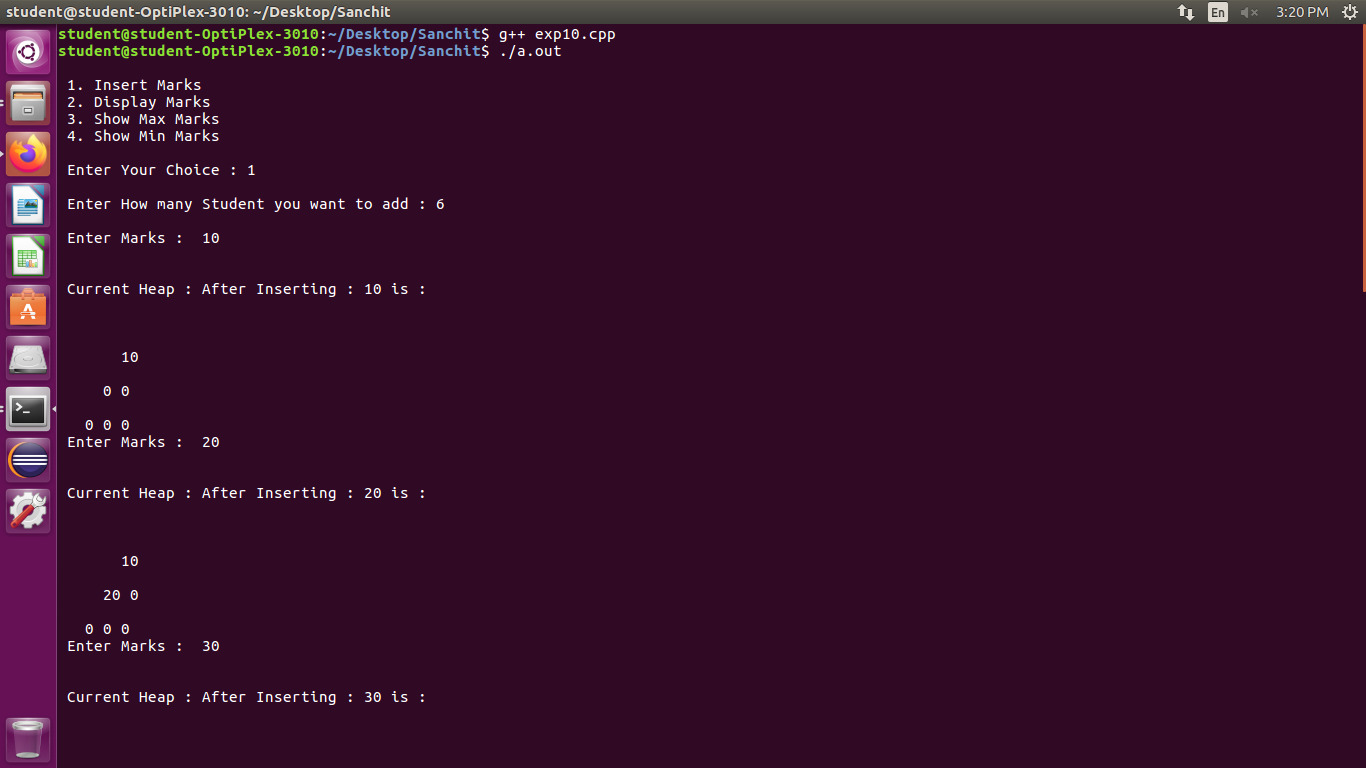 student@student-OptiPlex-3010: ~/Desktop/Sanchit
En
3:20 PM
student@student-OptiPlex-3010:~/Desktop/Sanchit$ g++ exp10.cpp
student@student-OptiPlex-3010:~/Desktop/Sanchit$ ./a.out
1. Insert Marks
2. Display Marks
3. Show Max Marks
4. Show Min Marks
Enter Your Choice : 1
Enter How many Student you want to add : 6
Enter Marks :  10
Current Heap : After Inserting : 10 is :
10
0 0
0 0 0
Enter Marks :  20
Current Heap : After Inserting : 20 is :
10
20 0
0 0 0
Enter Marks :  30
Current Heap : After Inserting : 30 is :